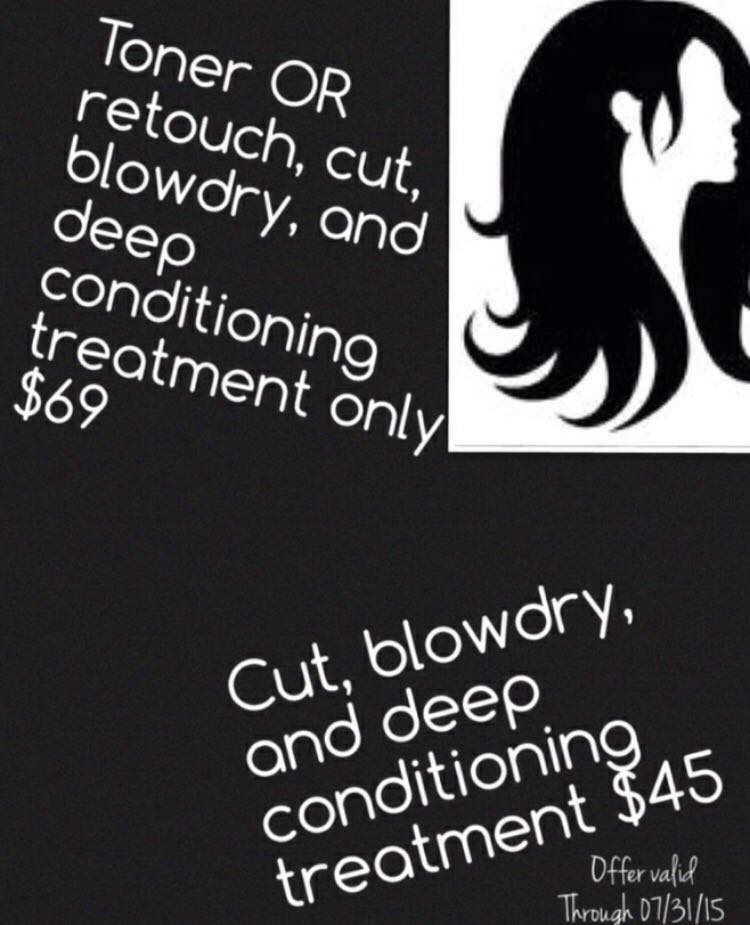 Toner OR
retouch, cut,
blowdry, and
deep
conditioning
treatment only
$69
Cut, blowdry,
and deep
conditioning
treatment $45
Offer valid
Through 07/31/15